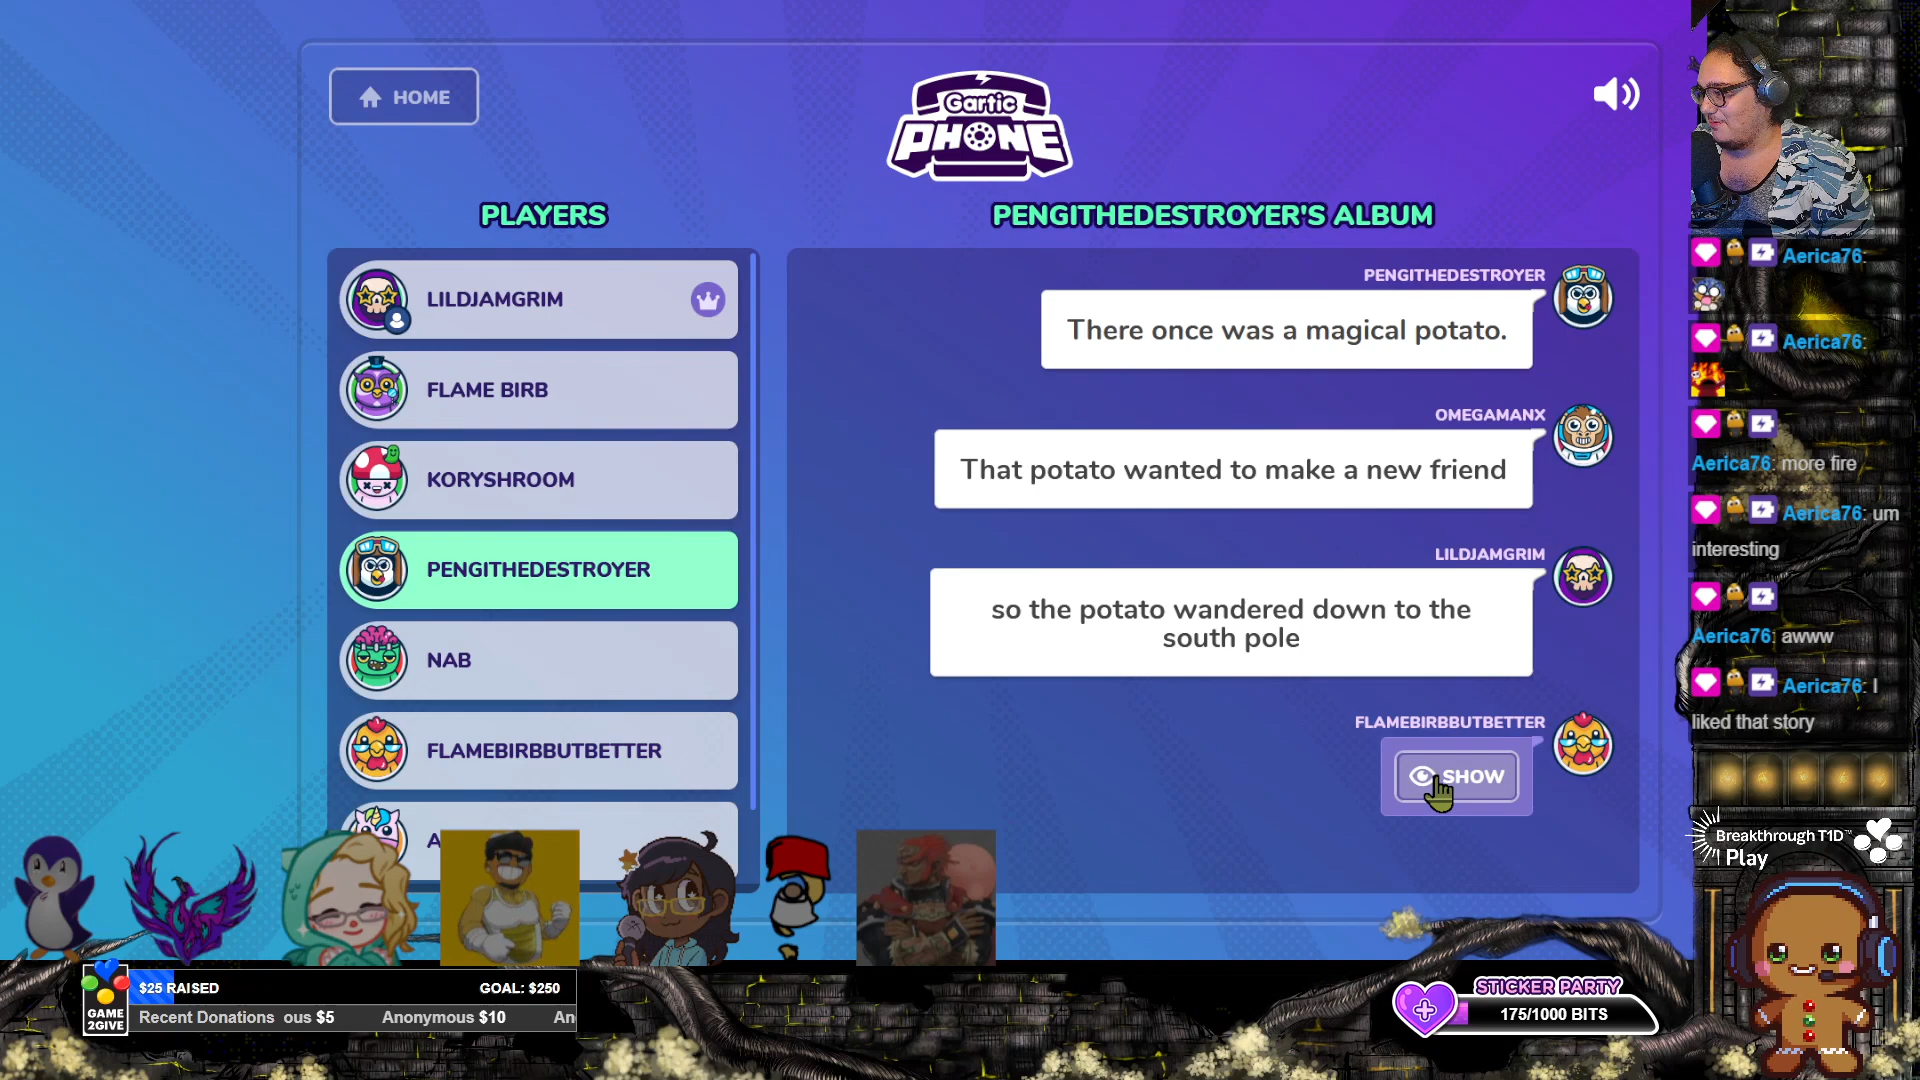 HOME
Gartic
PHONE
PLAYERS
LILDJAMGRIM
FLAME BIRB
KORYSHROOM
PENGITHEDESTROYER
NAB
FLAMEBIRBBUTBETTER
A
PENGITHEDESTROYER'S ALBUM
PENGITHEDESTROYER
There once was a magical potato.
OMEGAMANX
That potato wanted to make a new friend
LILDJAMGRIM
so the potato wandered down to the
south pole
FLAMEBIRBBUTBETTER
SHOW
Aerica76:
Aerica76:
Aerica76: more fire
Aerica76: um
interesting
Aerica76: awww
Aerica76: I
liked that story
Breakthrough T1D™
Play
GAME
2GIVE
$25 RAISED
GOAL: $250
Recent Donations ous $5 Anonymous $10 An
STICKER PARTY
175/1000 BITS